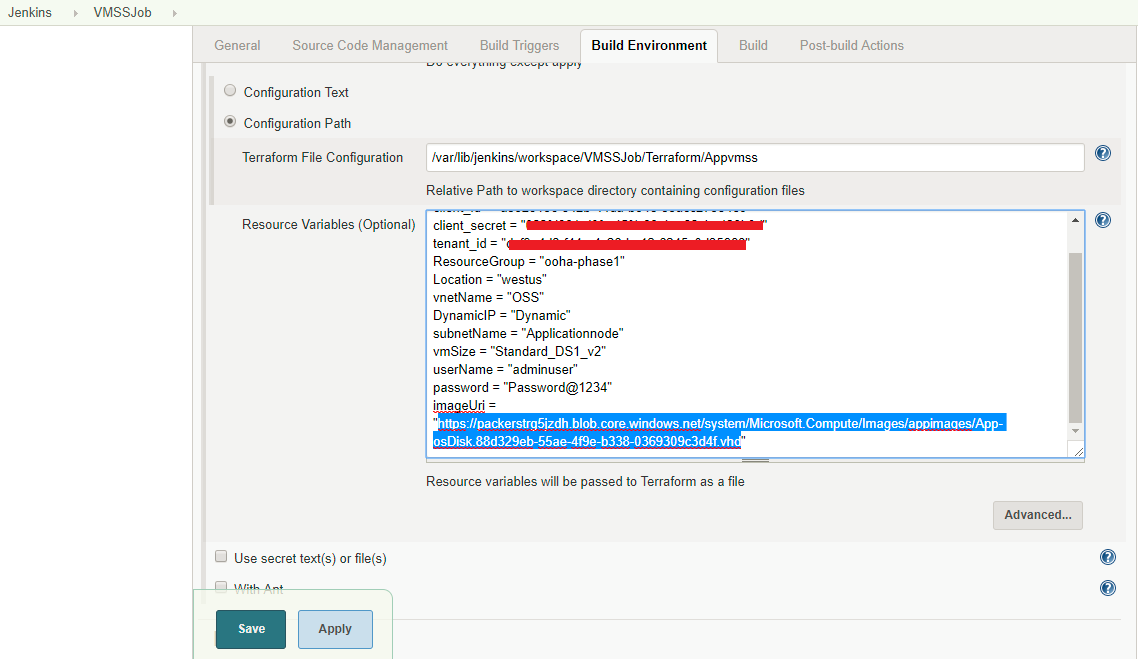 Jenkins VMSSJob
General Source Code Management Build Triggers Build Environment Build Post-build Actions
Do everything except apply
Configuration Text
Configuration Path
Terraform File Configuration /var/lib/jenkins/workspace/VMSSJob/Terraform/Appvmss
Relative Path to workspace directory containing configuration files
Resource Variables (Optional)
client_secret = "
tenant_id = "
ResourceGroup = "ooha-phase1"
Location = "westus"
vnetName = "OSS"
DynamicIP = "Dynamic"
subnetName = "Applicationnode"
vmSize = "Standard_DS1_v2"
userName = "adminuser"
password = "Password@1234"
imageUri =
"https://packerstrg5jzdh.blob.core.windows.net/system/Microsoft.Compute/Images/appimages/App-
osDisk.88d329eb-55ae-4f9e-b338-0369309c3d4f.vhd"
Resource variables will be passed to Terraform as a file
Advanced...
Use secret text(s) or file(s)
With Ant
Save Apply